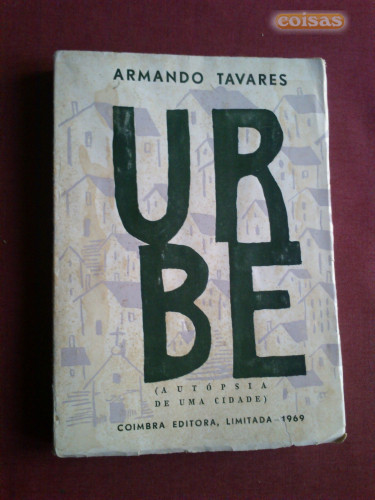 coisas
ARMANDO TAVARES
UR
BE
(AUTÓPSIA
DE UMA CIDADE)
COIMBRA EDITORA, LIMITADA - 1969